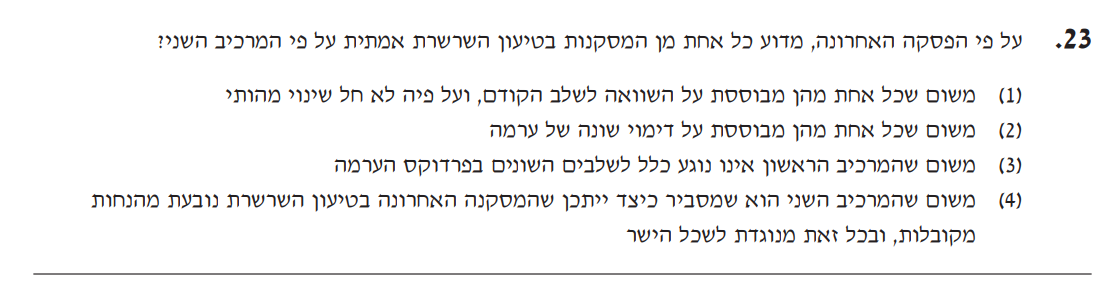 23. על פי הפסקה האחרונה, מדוע כל אחת מן המסקנות בטיעון השרשרת אמתית על פי המרכיב השני?
(1) משום שכל אחת מהן מבוססת על השוואה לשלב הקודם, ועל פיה לא חל שינוי מהותי
(2) משום שכל אחת מהן מבוססת על דימוי שונה של ערמה
(3) משום שהמרכיב הראשון אינו נוגע כלל לשלבים השונים בפרדוקס הערמה
(4) משום שהמרכיב השני הוא שמסביר כיצד ייתכן שהמסקנה האחרונה בטיעון השרשרת נובעת מהנחות
מקובלות, ובכל זאת מנוגדת לשכל הישר